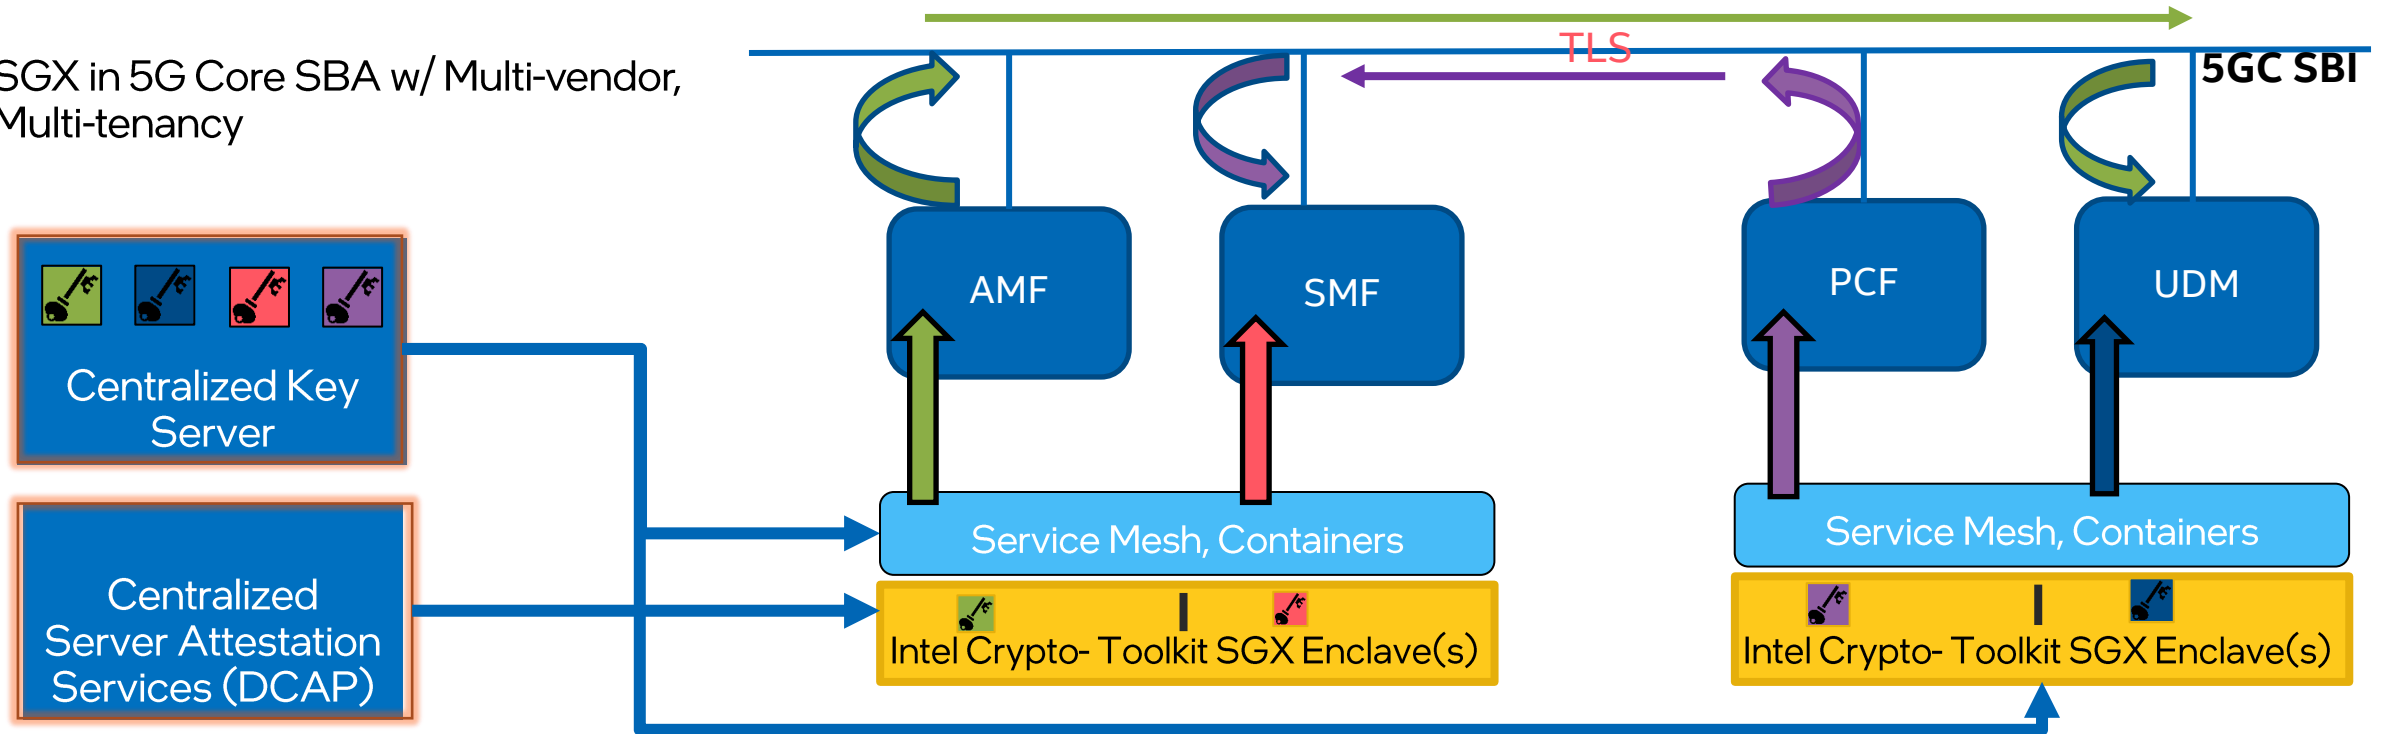 SGX in 5G Core SBA w/ Multi-vendor,
Multi-tenancy
TLS
5GC SBI
AMF
SMF
PCF
UDM
Centralized Key
Server
Centralized
Server Attestation
Services (DCAP)
Service Mesh, Containers
Service Mesh, Containers
Intel Crypto- Toolkit SGX Enclave(s)
Intel Crypto- Toolkit SGX Enclave(s)